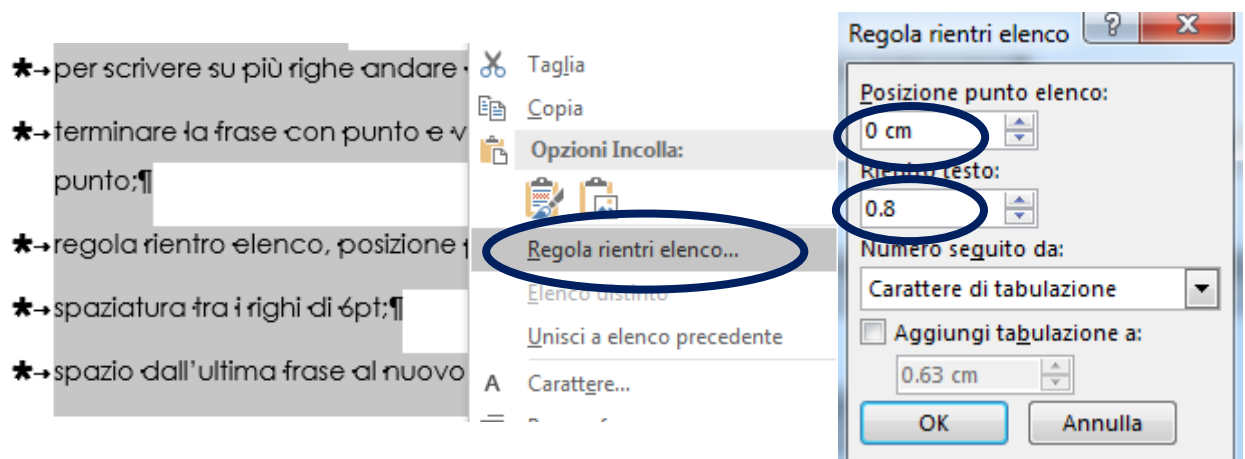 ★→per scrivere su più righe andare
★→terminare la frase con punto e v
punto;¶
★→regola rientro elenco, posizione
★→spaziatura tra i righi di 6pt;¶
★→spazio dall'ultima frase al nuovo
Taglia
Copia
Opzioni Incolla:
Regola rientri elenco...
Elenco distinto
Unisci a elenco precedente
A Carattere...
Regola rientri elenco
Posizione punto elenco:
0 cm
Rientro testo:
0.8
Numero seguito da:
Carattere di tabulazione
Aggiungi tabulazione a:
0.63 cm
OK Annulla